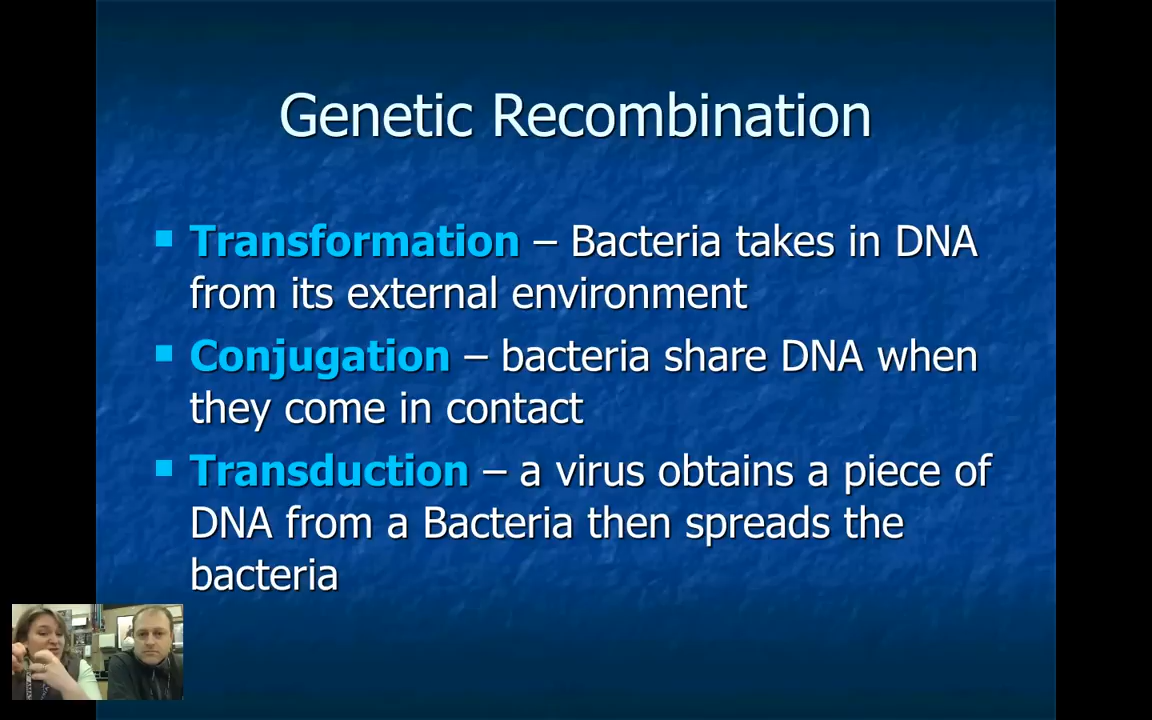 Genetic Recombination
Transformation – Bacteria takes in DNA
from its external environment
Conjugation – bacteria share DNA when
they come in contact
Transduction – a virus obtains a piece of
DNA from a Bacteria then spreads the
bacteria